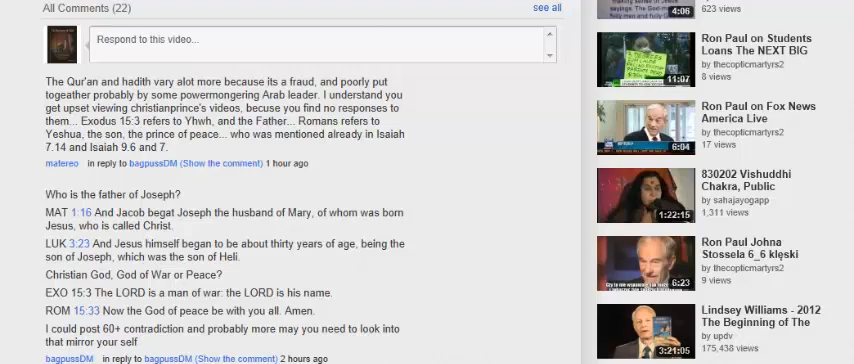 All Comments (22)
see all
Respond to this video...
The Qur'an and hadith vary alot more because its a fraud, and poorly put
togeather probably by some powermongering Arab leader. I understand you
get upset viewing christianprince's videos, becuse you find no responses to
them... Exodus 15:3 refers to Yhwh, and the Father... Romans refers to
Yeshua, the son, the prince of peace... who was mentioned already in Isaiah
7.14 and Isaiah 9.6 and 7.
matereo in reply to bagpussDM (Show the comment) 1 hour ago
Who is the father of Joseph?
MAT 1:16 And Jacob begat Joseph the husband of Mary, of whom was born
Jesus, who is called Christ.
LUK 3:23 And Jesus himself began to be about thirty years of age, being the
son of Joseph, which was the son of Heli.
Christian God, God of War or Peace?
EXO 15:3 The LORD is a man of war: the LORD is his name.
ROM 15:33 Now the God of peace be with you all. Amen.
I could post 60+ contradiction and probably more may you need to look into
that mirror your self
bagpussDM in reply to bagpussDM (Show the comment) 2 hours ago
4:06
623 views
11:07
Ron Paul on Students
Loans The NEXT BIG
by thecopticmartyrs2
8 views
6:04
Ron Paul on Fox News
America Live
by thecopticmartyrs2
17 views
1:22:15
830202 Vishuddhi
Chakra, Public
by sahajayogapp
1,311 views
6:23
Ron Paul Johna
Stossela 6_6 klęski
by thecopticmartyrs2
9 views
3:21:05
Lindsey Williams - 2012
The Beginning of The
by updv
175,438 views